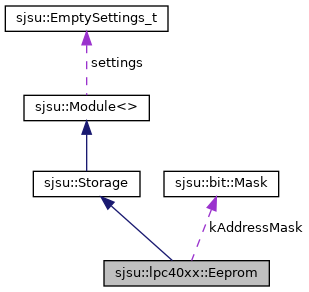 sjsu::EmptySettings_t
settings
sjsu::Module<>
sjsu::Storage
sjsu::bit::Mask
kAddressMask
sjsu::lpc40xx::Eeprom